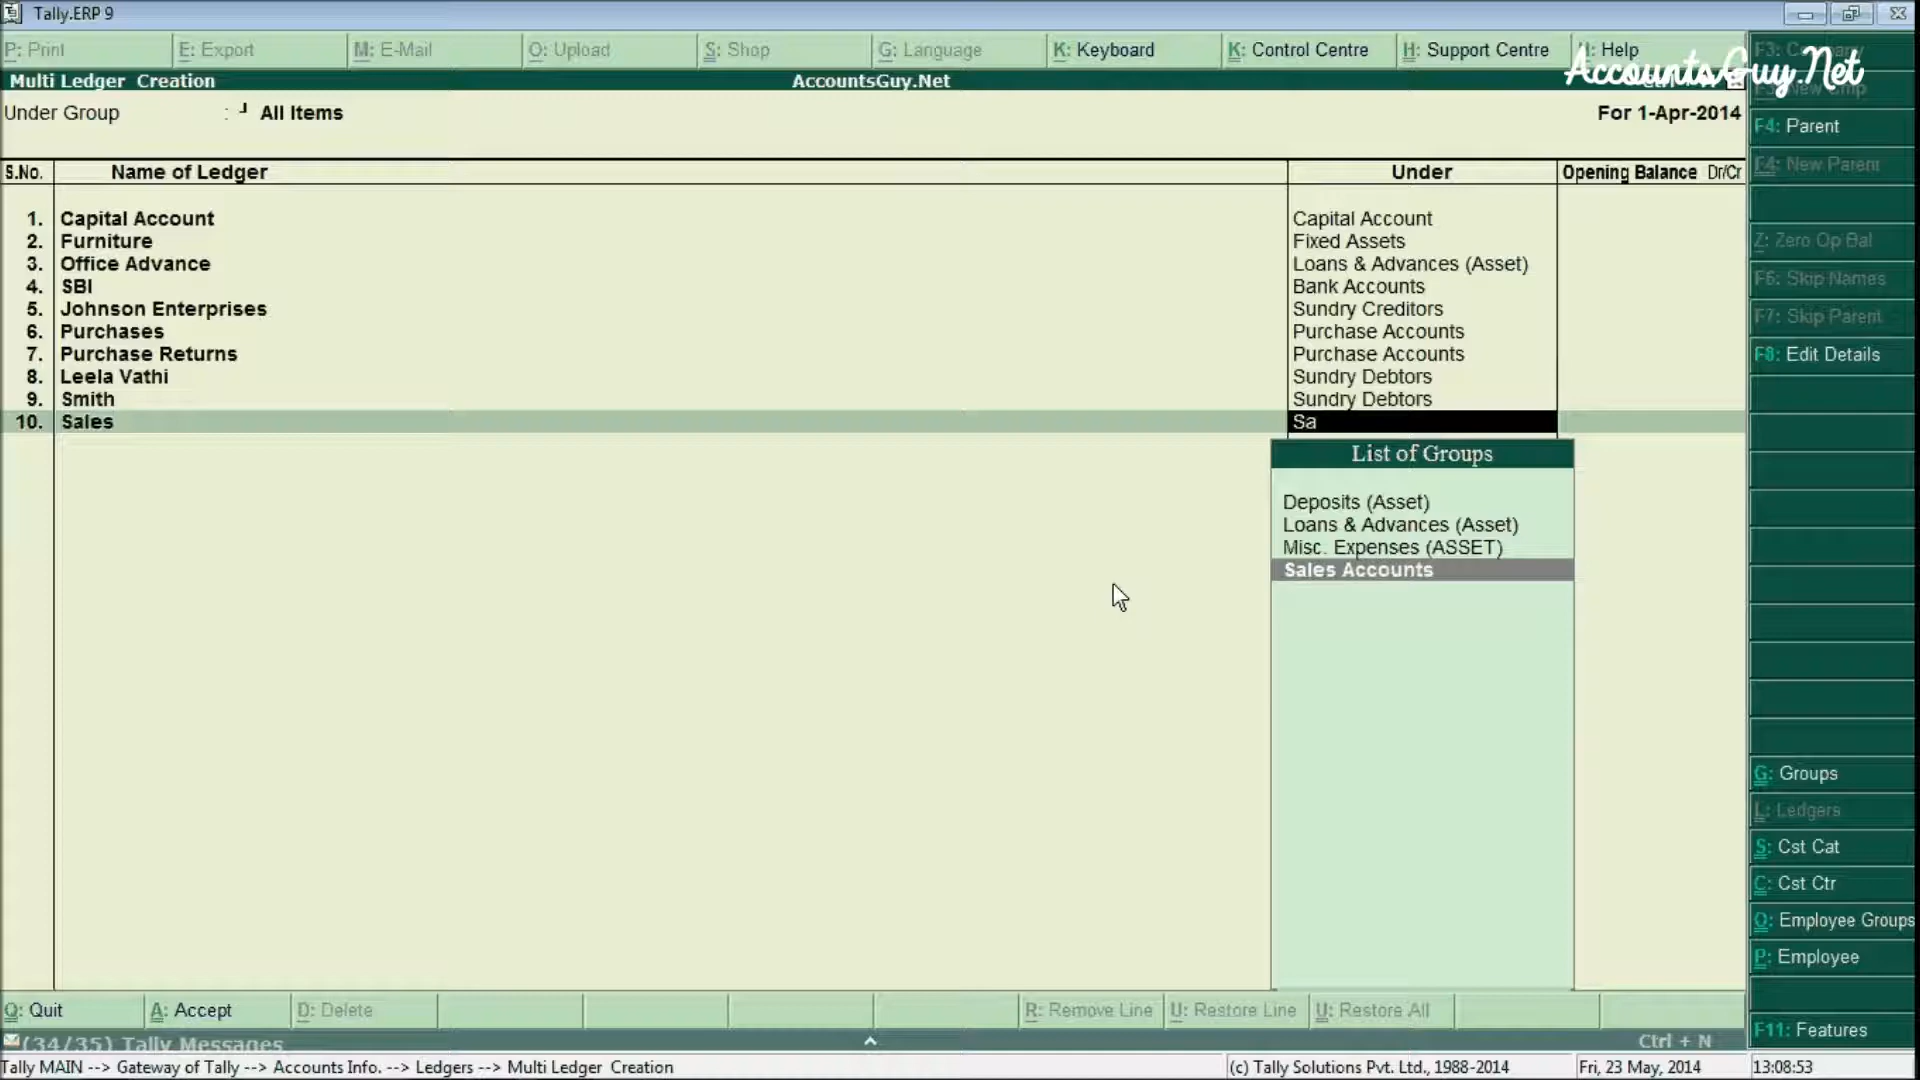 Tally.ERP 9
P: Print E: Export M: E-Mail O: Upload S: Shop G: Language K: Keyboard K: Control Centre H: Support Centre H: Help
AccountsGuy.Net
Multi Ledger Creation AccountsGuy.Net
Under Group : ┘ All Items For 1-Apr-2014
S.No. Name of Ledger Under Opening Balance Dr/Cr
1. Capital Account Capital Account
2. Furniture Fixed Assets
3. Office Advance Loans & Advances (Asset)
4. SBI Bank Accounts
5. Johnson Enterprises Sundry Creditors
6. Purchases Purchase Accounts
7. Purchase Returns Purchase Accounts
8. Leela Vathi Sundry Debtors
9. Smith Sundry Debtors
10. Sales Sa
List of Groups
Deposits (Asset)
Loans & Advances (Asset)
Misc. Expenses (ASSET)
Sales Accounts
F4: Parent
F4: New Parent
Z: Zero Op Bal
F6: Skip Names
F7: Skip Parent
F8: Edit Details
G: Groups
L: Ledgers
S: Cst Cat
C: Cst Ctr
O: Employee Groups
P: Employee
F11: Features
Q: Quit A: Accept D: Delete R: Remove Line U: Restore Line U: Restore All
(34/35) Tally Messages Ctrl + N
Tally MAIN --> Gateway of Tally --> Accounts Info. --> Ledgers --> Multi Ledger Creation (c) Tally Solutions Pvt. Ltd., 1988-2014 Fri, 23 May, 2014 13:08:53